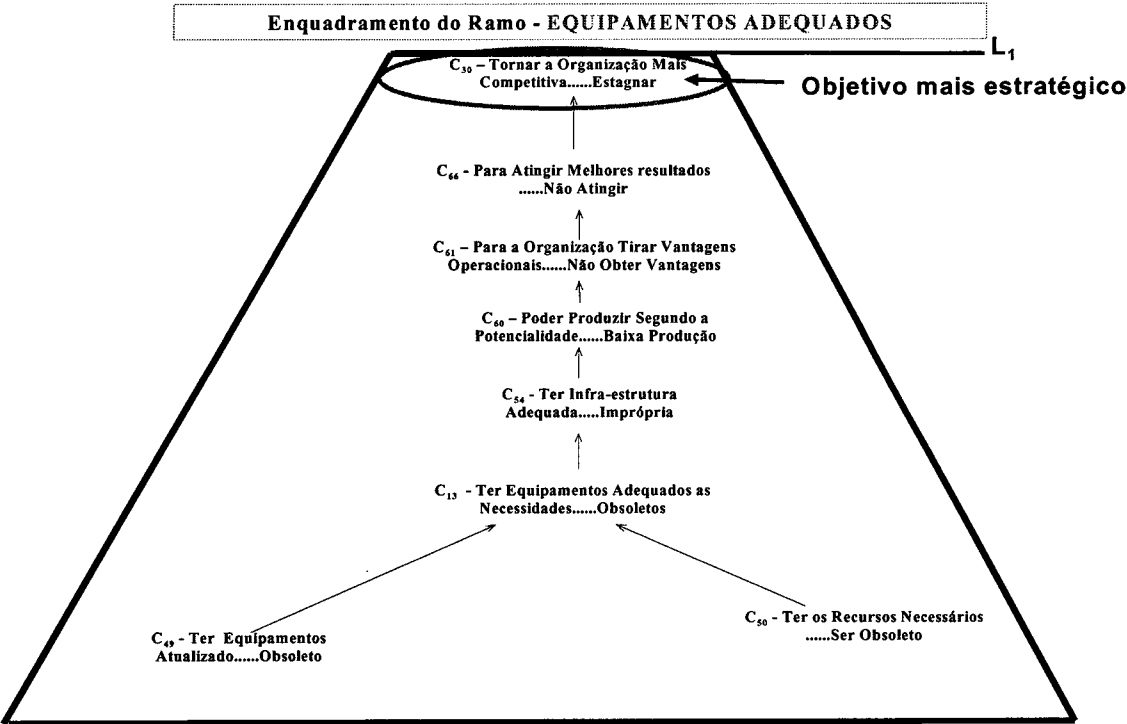 Enquadramento do Ramo - EQUIPAMENTOS ADEQUADOS
L₁
C₃₀ – Tornar a Organização Mais
Competitiva......Estagnar
Objetivo mais estratégico
C₆₆ - Para Atingir Melhores resultados
......Não Atingir
C₆₁ – Para a Organização Tirar Vantagens
Operacionais......Não Obter Vantagens
C₆₀ – Poder Produzir Segundo a
Potencialidade......Baixa Produção
C₅₄ – Ter Infra-estrutura
Adequada.....Imprópria
C₁₃ - Ter Equipamentos Adequados as
Necessidades......Obsoletos
C₅₀ - Ter os Recursos Necessários
......Ser Obsoleto
C₄₉ - Ter Equipamentos
Atualizado......Obsoleto